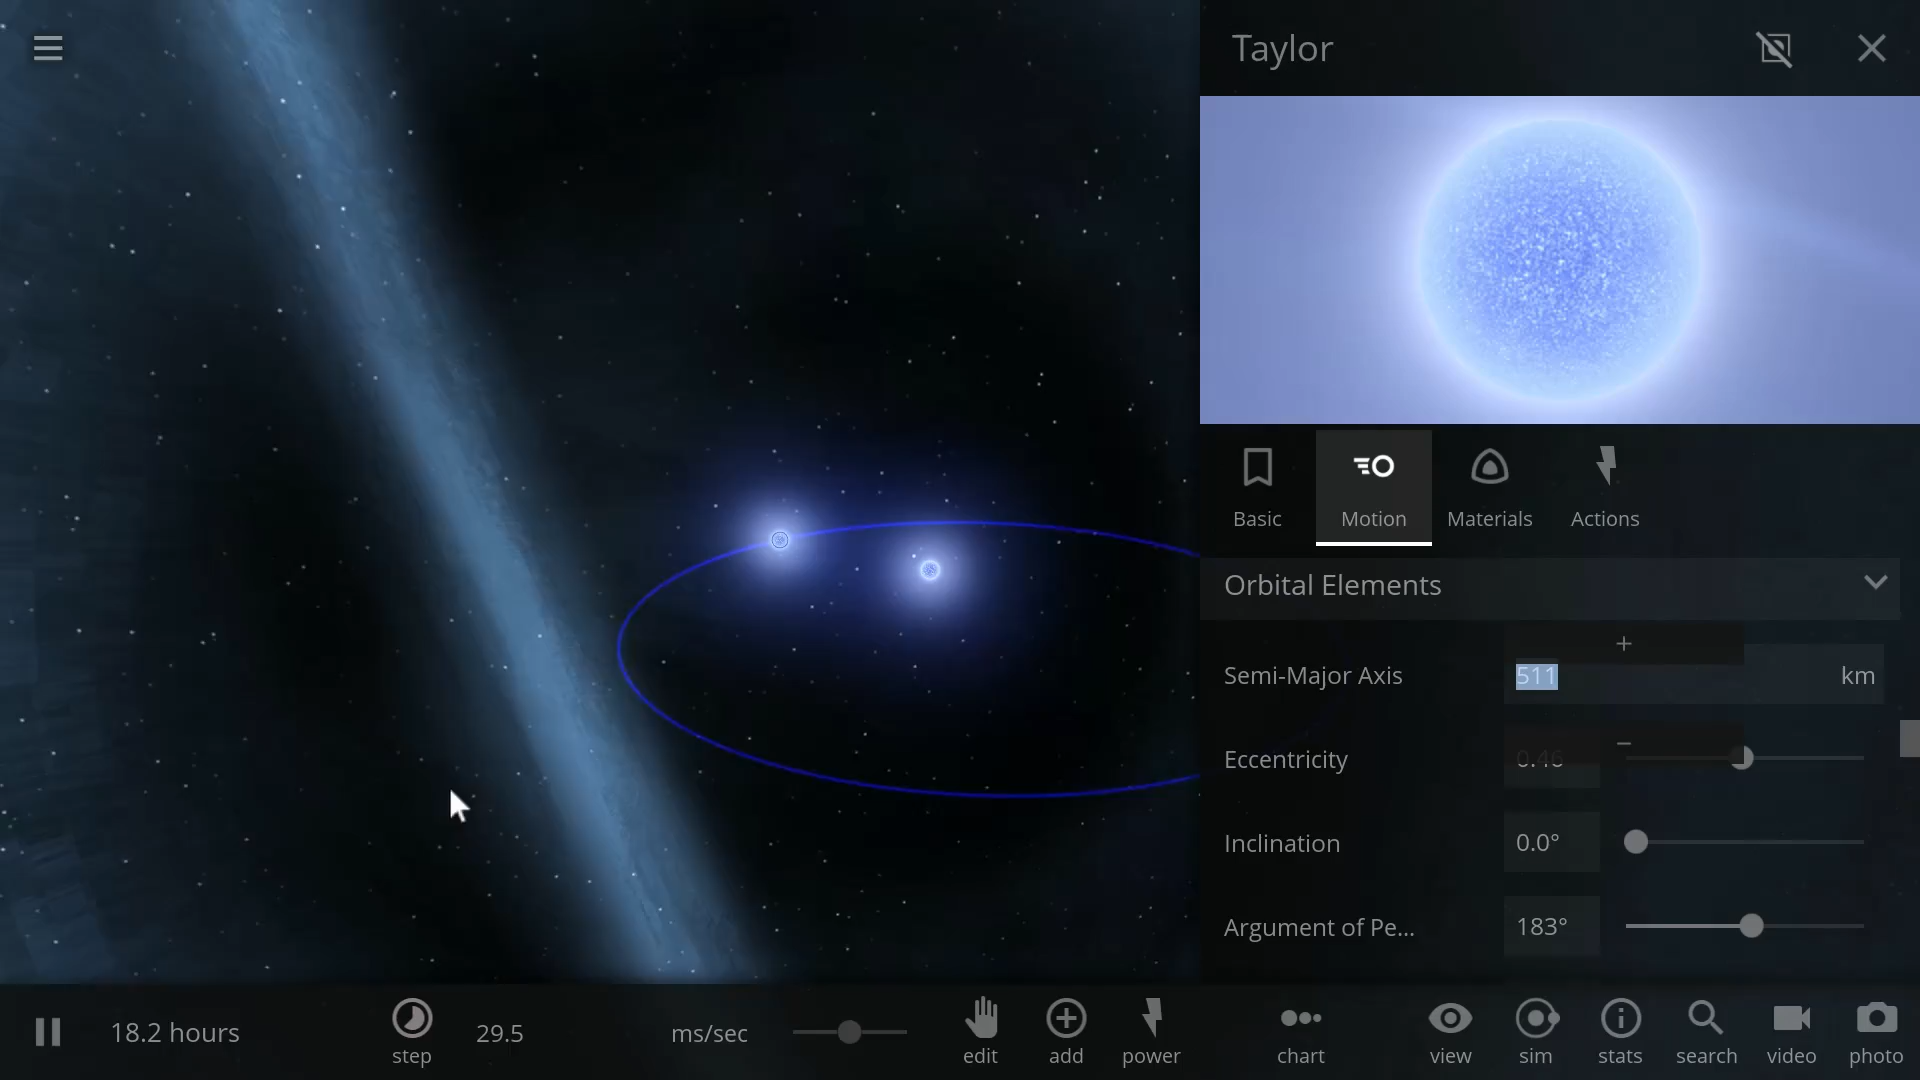 Taylor
Basic
Motion
Materials
Actions
Orbital Elements
+
Semi-Major Axis 511 km
−
Eccentricity 0.46
Inclination 0.0°
Argument of Pe... 183°
18.2 hours
step
29.5 ms/sec
edit
add
power
chart
view
sim
stats
search
video
photo